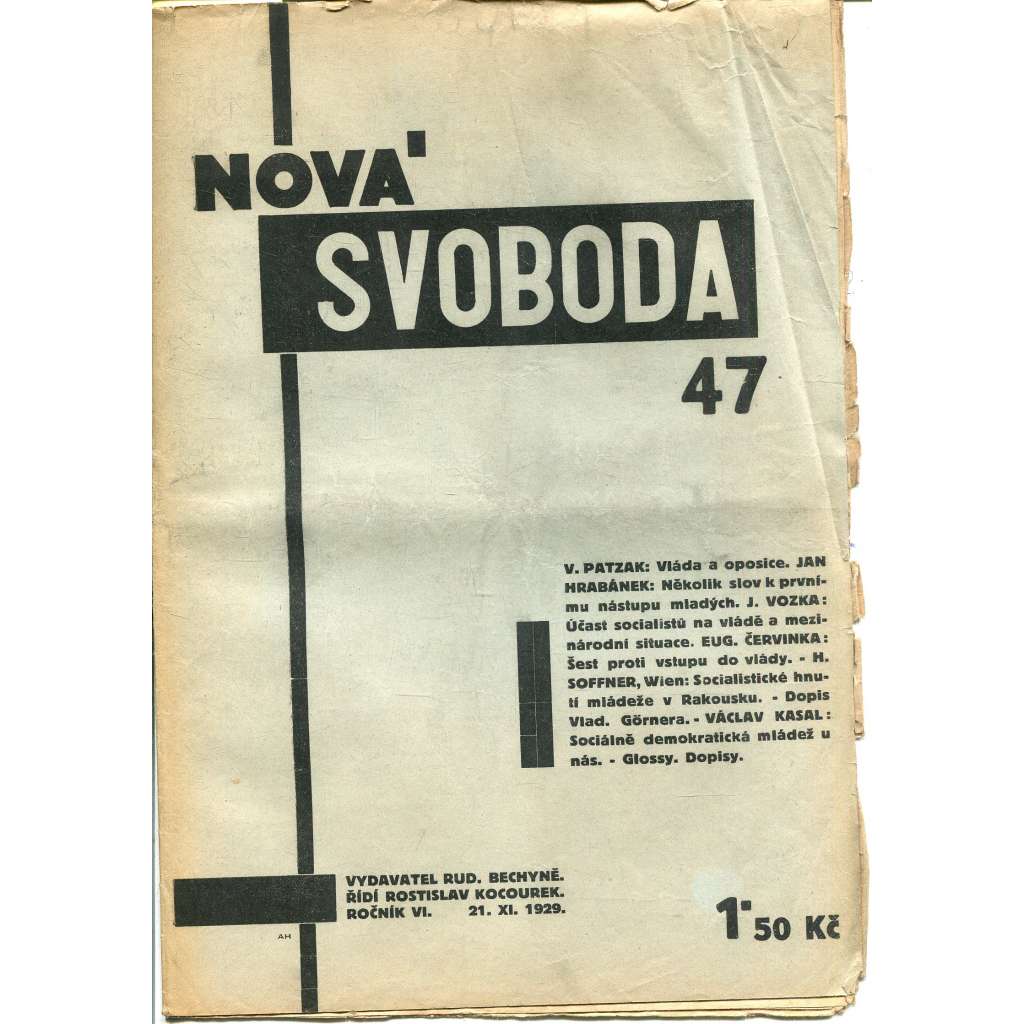 NOVÁ
SVOBODA
47
V. PATZAK: Vláda a oposice. JAN
HRABÁNEK: Několik slov k první-
mu nástupu mladých. J. VOZKA:
Účast socialistů na vládě a mezi-
národní situace. EUG. ČERVINKA:
Šest proti vstupu do vlády. - H.
SOFFNER, Wien: Socialistické hnu-
tí mládeže v Rakousku. - Dopis
Vlad. Görnera. - VÁCLAV KASAL:
Sociálně demokratická mládež u
nás. - Glossy. Dopisy.
VYDAVATEL RUD. BECHYNĚ.
ŘÍDÍ ROSTISLAV KOCOUREK.
ROČNÍK VI. 21. XI. 1929.
AH
1·50 Kč